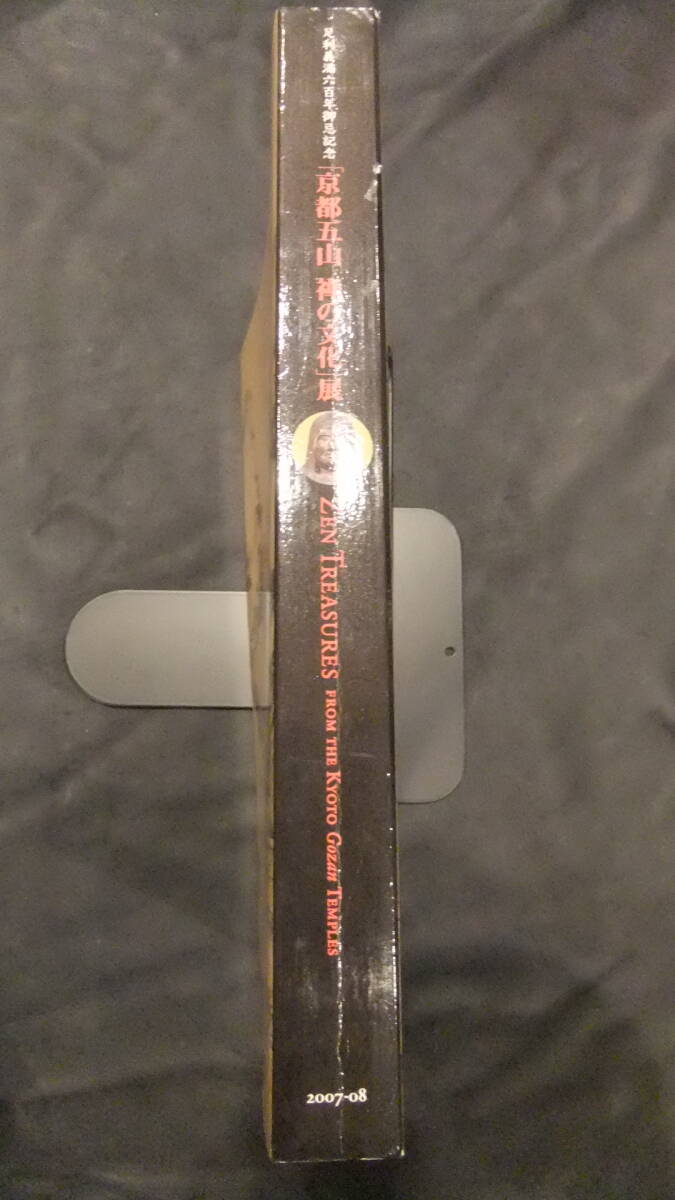 足利義満六百年御忌記念
「京都五山 禅の文化」展
ZEN TREASURES FROM THE KYOTO Gozan TEMPLES
2007-08